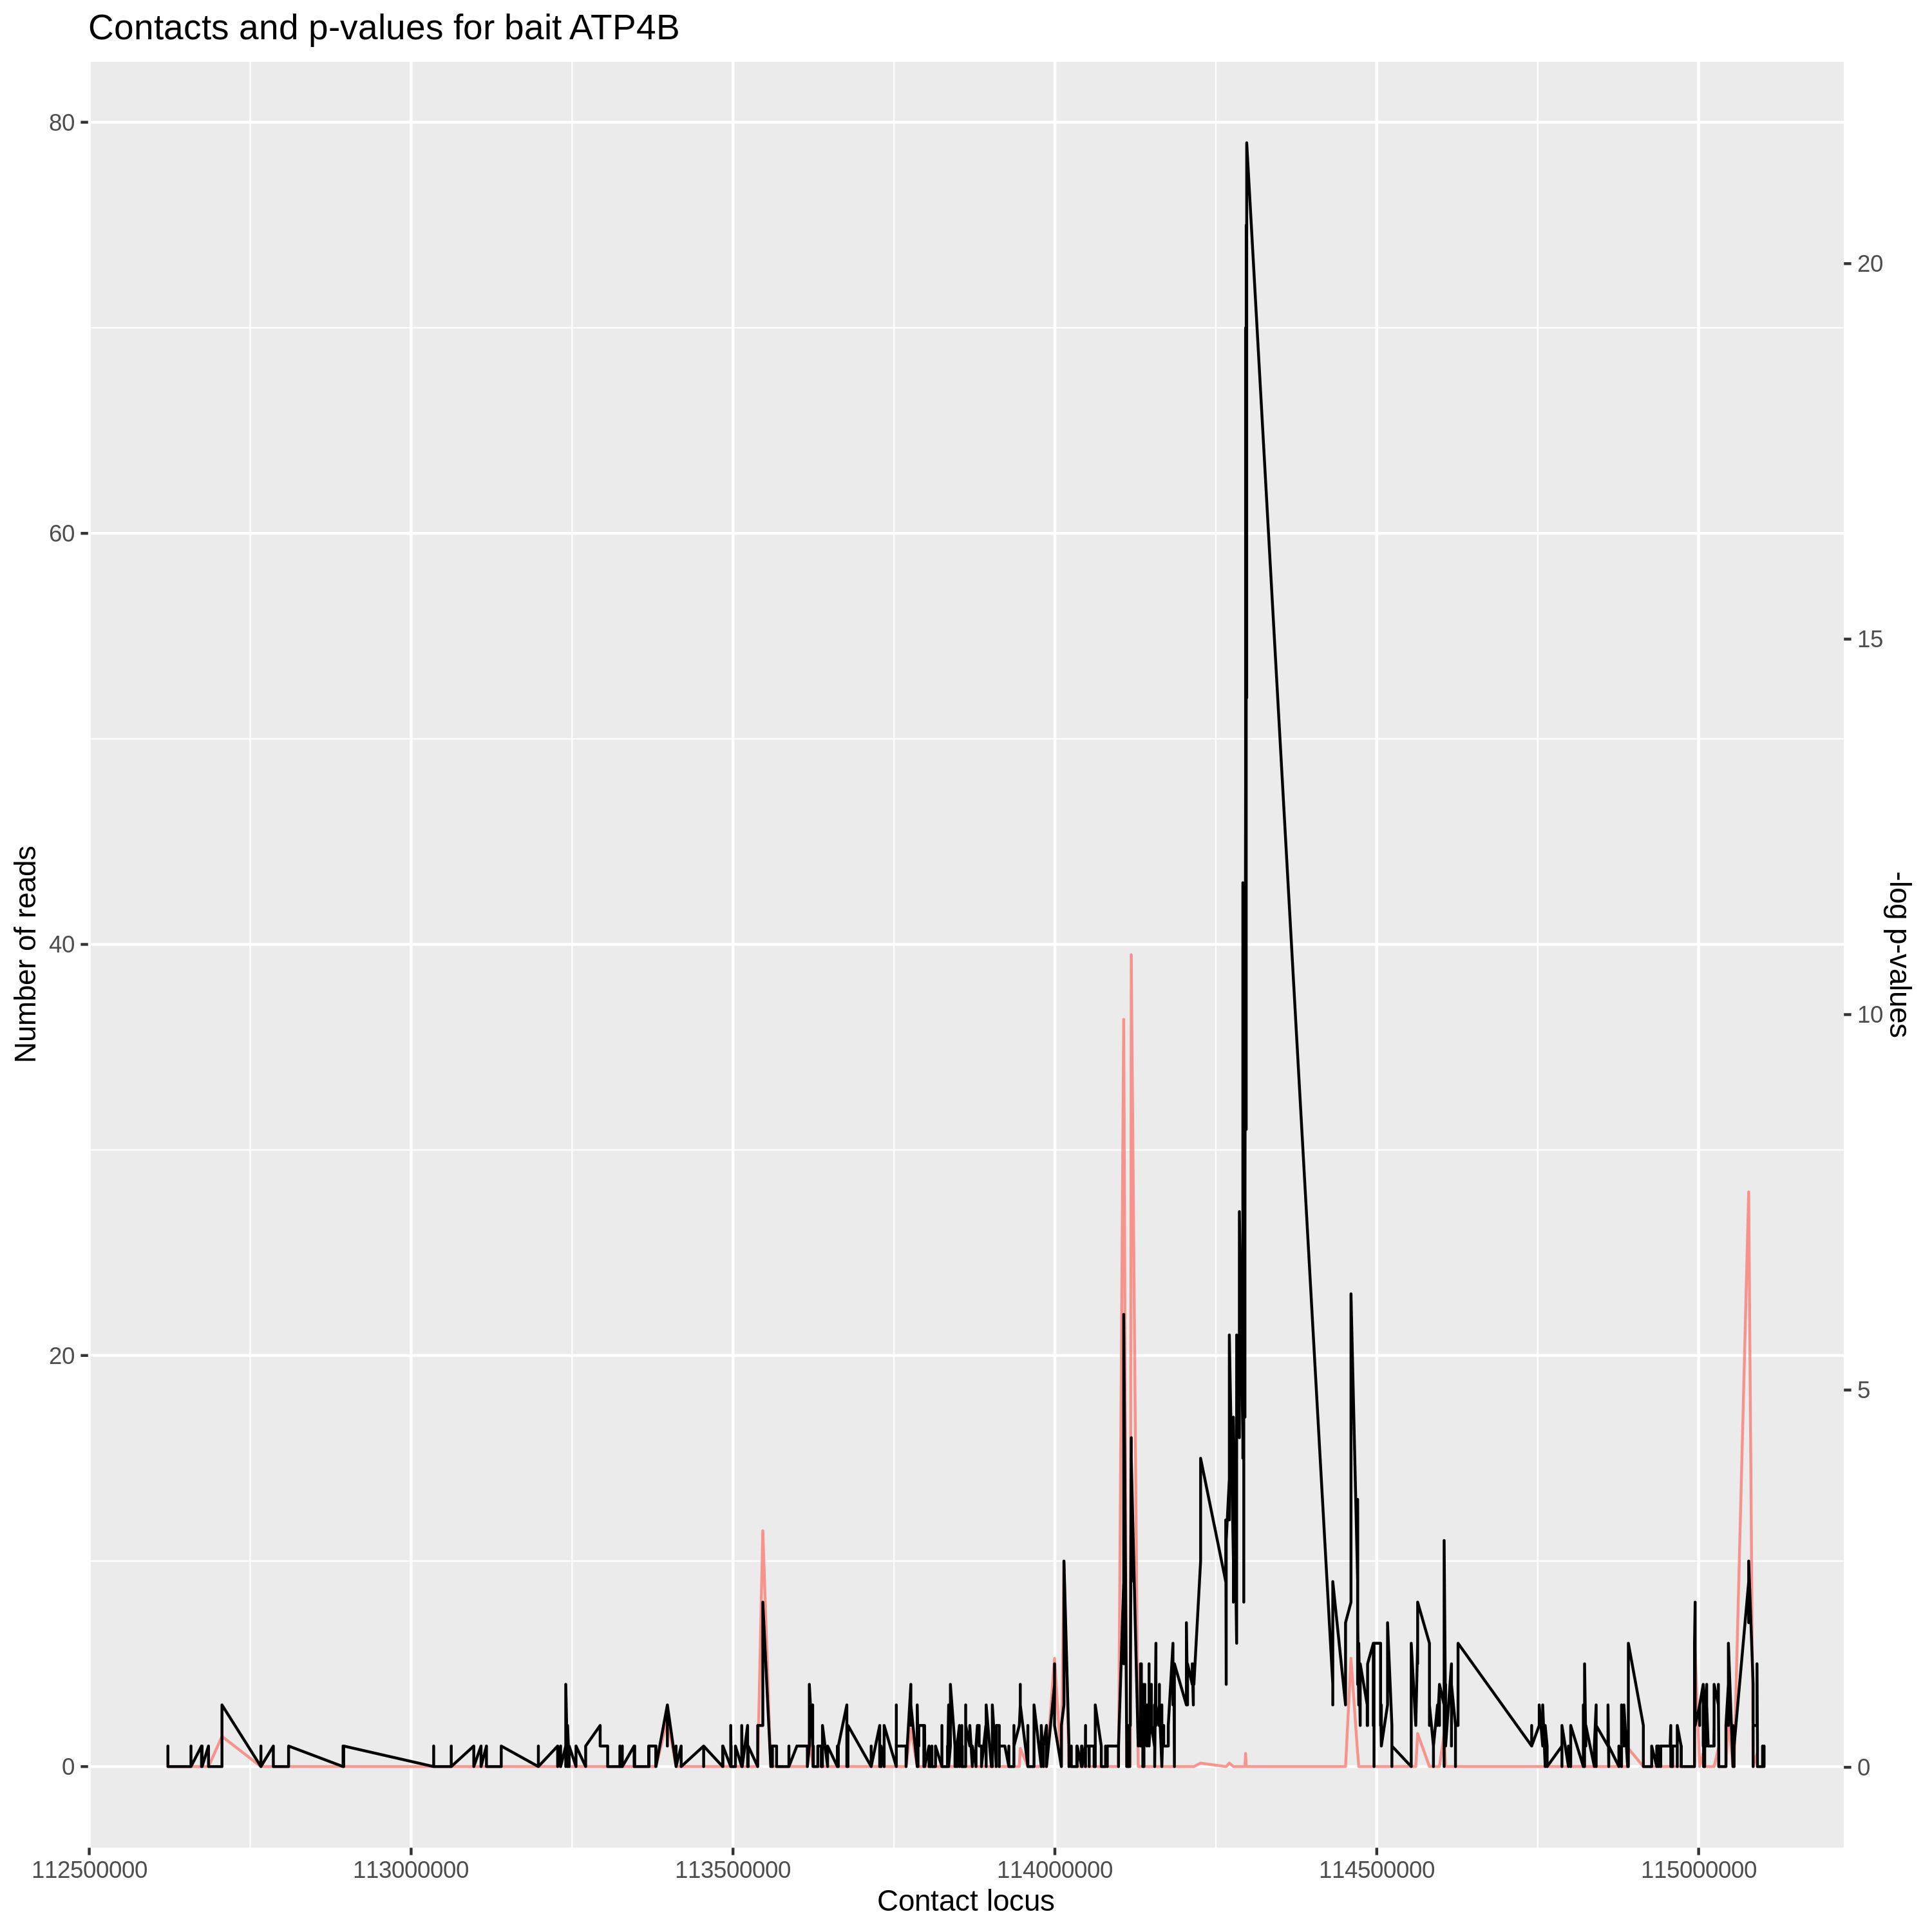 Contacts and p-values for bait ATP4B
80
60
40
20
0
Number of reads
20
15
10
5
0
-log p-values
112500000 113000000 113500000 114000000 114500000 115000000
Contact locus